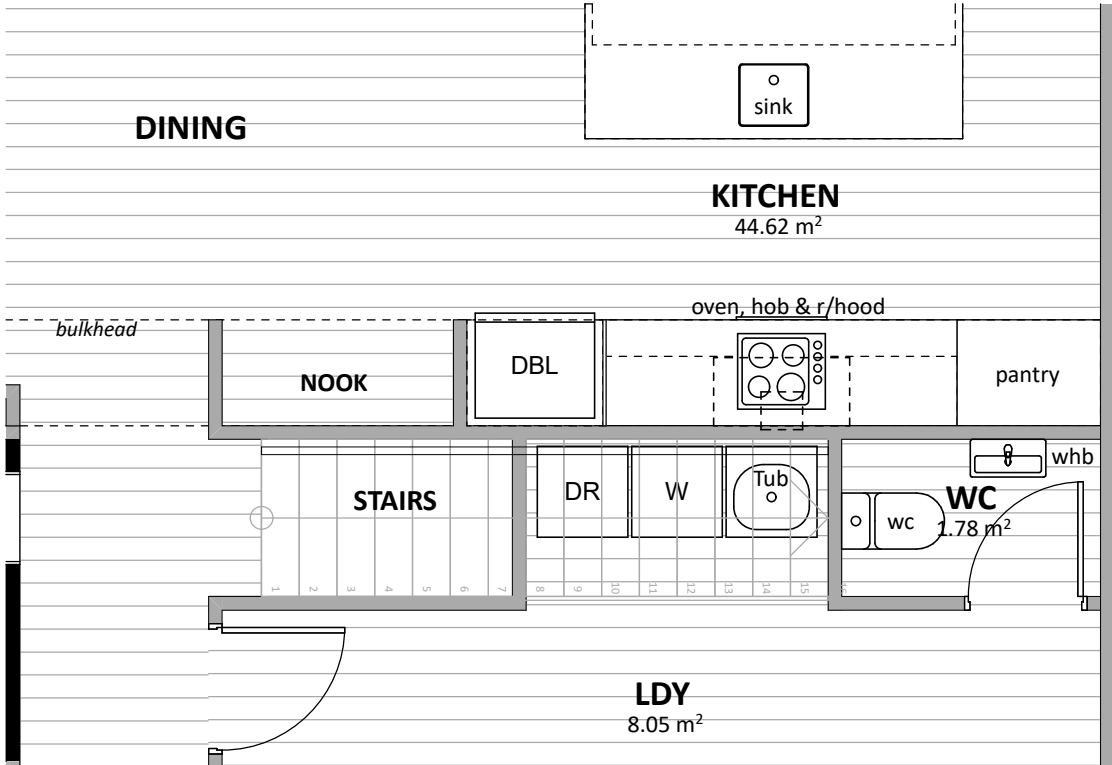 sink
DINING
KITCHEN
44.62 m²
oven, hob & r/hood
bulkhead
NOOK
DBL
pantry
whb
STAIRS
DR
W
Tub
wc
WC
1.78 m²
1
2
3
4
5
6
7
8
9
10
11
12
13
14
15
16
LDY
8.05 m²